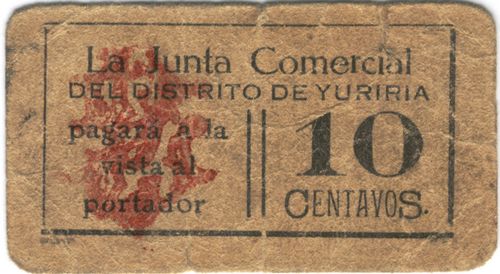 La Junta Comercial
DEL DISTRITO DE YURIRIA
pagará a la
vista al
portador
10
CENTAVOS.